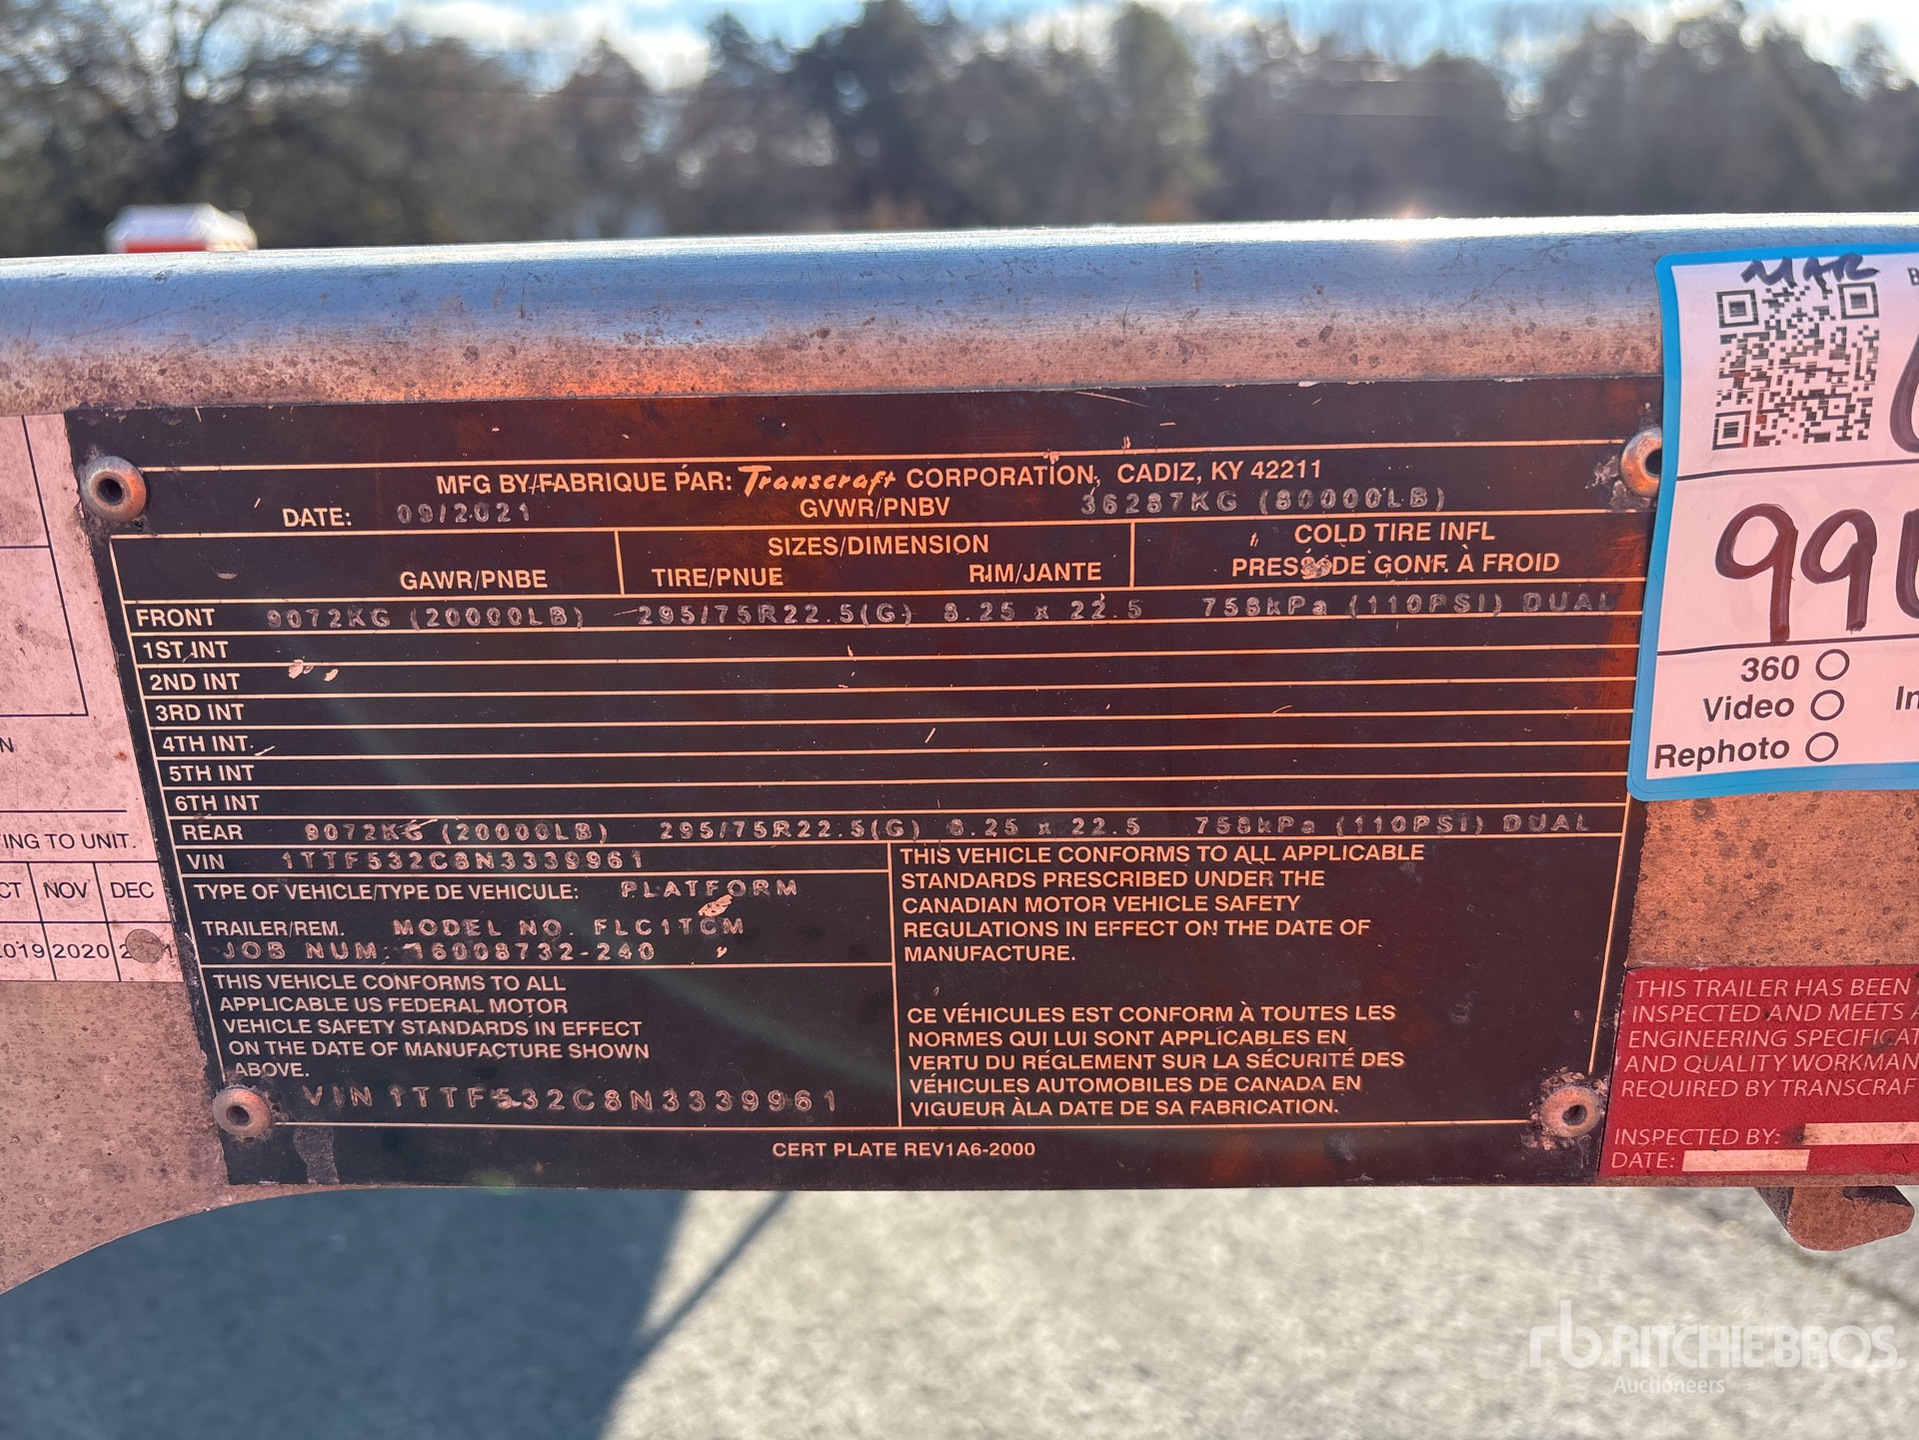 MFG BY/FABRIQUE PAR: Transcraft CORPORATION, CADIZ, KY 42211
DATE: 09/2021 GVWR/PNBV 36287KG (80000LB)
SIZES/DIMENSION COLD TIRE INFL
GAWR/PNBE TIRE/PNUE RIM/JANTE DE GONF. À FROID
FRONT 9072KG (20000LB) 295/75R22.5(G) 8.25 x 22.5 758kPa (110PSI) DUAL
1ST INT
2ND INT
3RD INT
4TH INT
5TH INT
6TH INT
REAR 9072KG (20000LB) 295/75R22.5(G) 8.25 x 22.5 758kPa (110PSI) DUAL
VIN 1TTF532C8N3339961
TYPE OF VEHICLE/TYPE DE VEHICULE: PLATFORM
TRAILER/REM. MODEL NO. FLC1TCM
JOB NUM: 16008732-240
THIS VEHICLE CONFORMS TO ALL
APPLICABLE US FEDERAL MOTOR
VEHICLE SAFETY STANDARDS IN EFFECT
ON THE DATE OF MANUFACTURE SHOWN
ABOVE.
VIN 1TTF532C8N3339961
THIS VEHICLE CONFORMS TO ALL APPLICABLE
STANDARDS PRESCRIBED UNDER THE
CANADIAN MOTOR VEHICLE SAFETY
REGULATIONS IN EFFECT ON THE DATE OF
MANUFACTURE.
CE VÉHICULES EST CONFORM À TOUTES LES
NORMES QUI LUI SONT APPLICABLES EN
VERTU DU RÉGLEMENT SUR LA SÉCURITÉ DES
VÉHICULES AUTOMOBILES DE CANADA EN
VIGUEUR ÀLA DATE DE SA FABRICATION.
CERT PLATE REV1A6-2000
TO UNIT.
NOV DEC
2019 2020
MAR
360
Video
Rephoto
THIS TRAILER HAS BEEN
INSPECTED AND MEETS
ENGINEERING
AND QUALITY
REQUIRED BY
INSPECTED BY:
DATE:
rb RITCHIE BROS.
Auctioneers